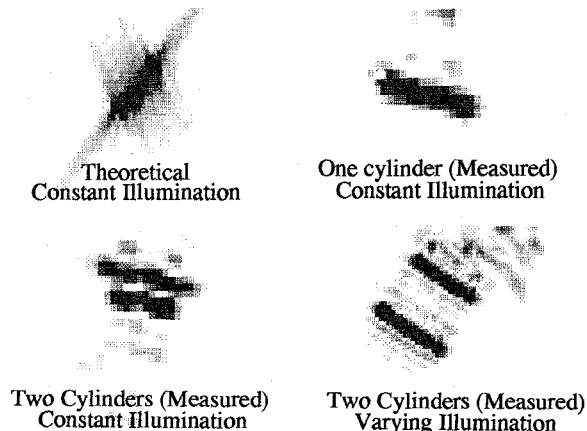 Theoretical
Constant Illumination
One cylinder (Measured)
Constant Illumination
Two Cylinders (Measured)
Constant Illumination
Two Cylinders (Measured)
Varying Illumination